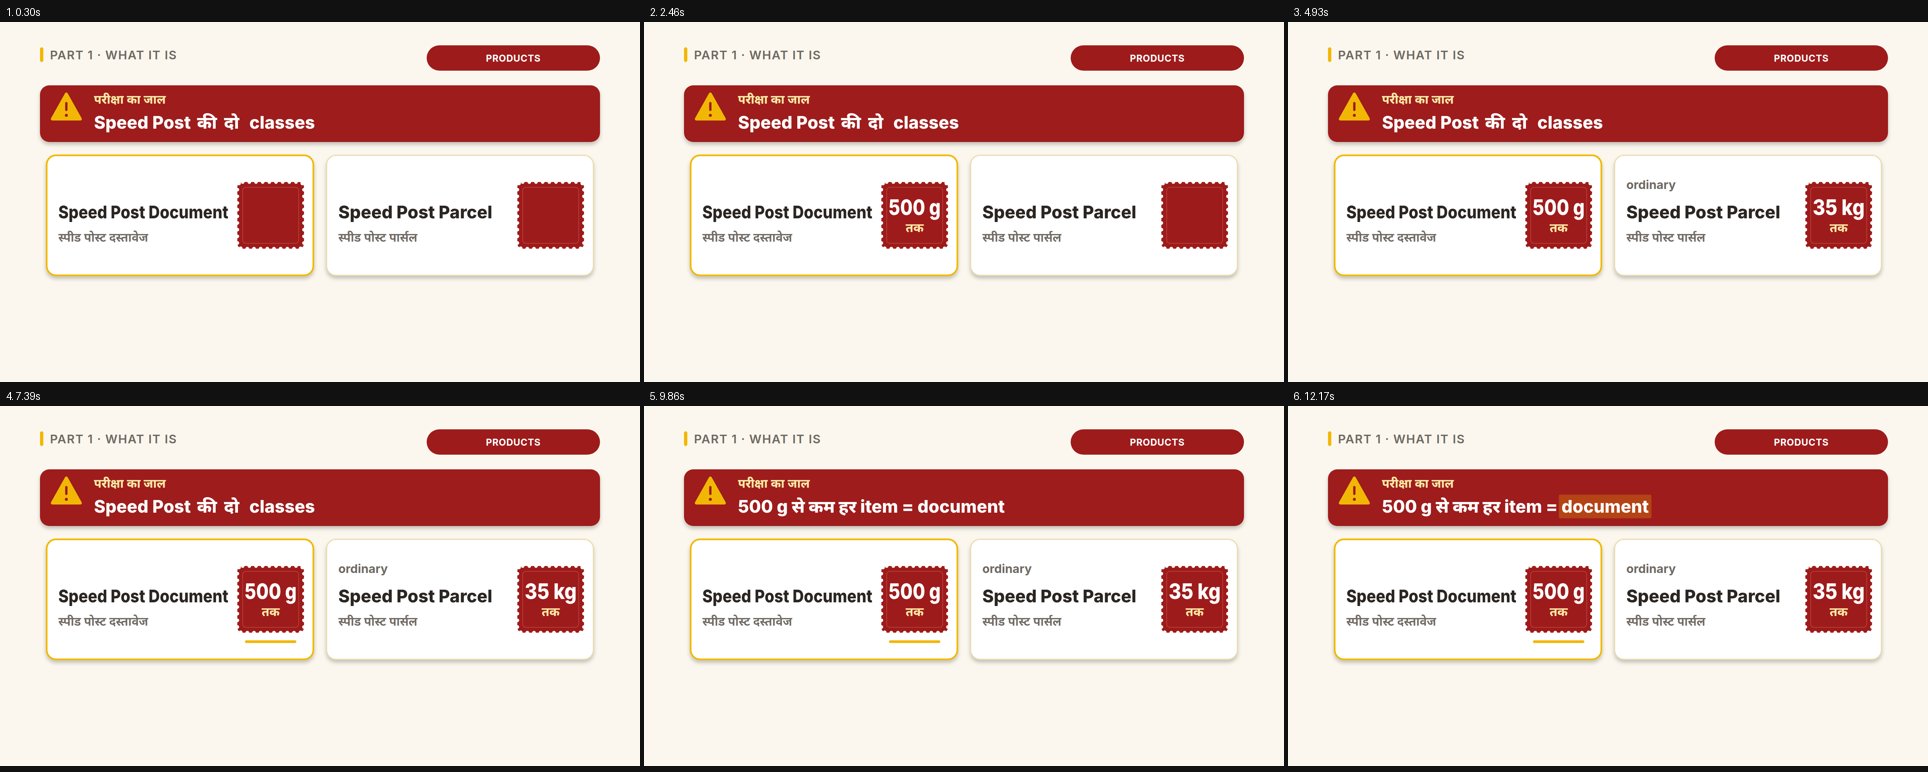 1. 0.30s
PART 1 · WHAT IT IS
PRODUCTS
परीक्षा का जाल
Speed Post की दो classes
Speed Post Document
स्पीड पोस्ट दस्तावेज
Speed Post Parcel
स्पीड पोस्ट पार्सल
2. 2.46s
PART 1 · WHAT IT IS
PRODUCTS
परीक्षा का जाल
Speed Post की दो classes
Speed Post Document
स्पीड पोस्ट दस्तावेज
500 g
तक
Speed Post Parcel
स्पीड पोस्ट पार्सल
3. 4.93s
PART 1 · WHAT IT IS
PRODUCTS
परीक्षा का जाल
Speed Post की दो classes
Speed Post Document
स्पीड पोस्ट दस्तावेज
500 g
तक
ordinary
Speed Post Parcel
स्पीड पोस्ट पार्सल
35 kg
तक
4. 7.39s
PART 1 · WHAT IT IS
PRODUCTS
परीक्षा का जाल
Speed Post की दो classes
Speed Post Document
स्पीड पोस्ट दस्तावेज
500 g
तक
ordinary
Speed Post Parcel
स्पीड पोस्ट पार्सल
35 kg
तक
5. 9.86s
PART 1 · WHAT IT IS
PRODUCTS
परीक्षा का जाल
500 g से कम हर item = document
Speed Post Document
स्पीड पोस्ट दस्तावेज
500 g
तक
ordinary
Speed Post Parcel
स्पीड पोस्ट पार्सल
35 kg
तक
6. 12.17s
PART 1 · WHAT IT IS
PRODUCTS
परीक्षा का जाल
500 g से कम हर item = document
Speed Post Document
स्पीड पोस्ट दस्तावेज
500 g
तक
ordinary
Speed Post Parcel
स्पीड पोस्ट पार्सल
35 kg
तक